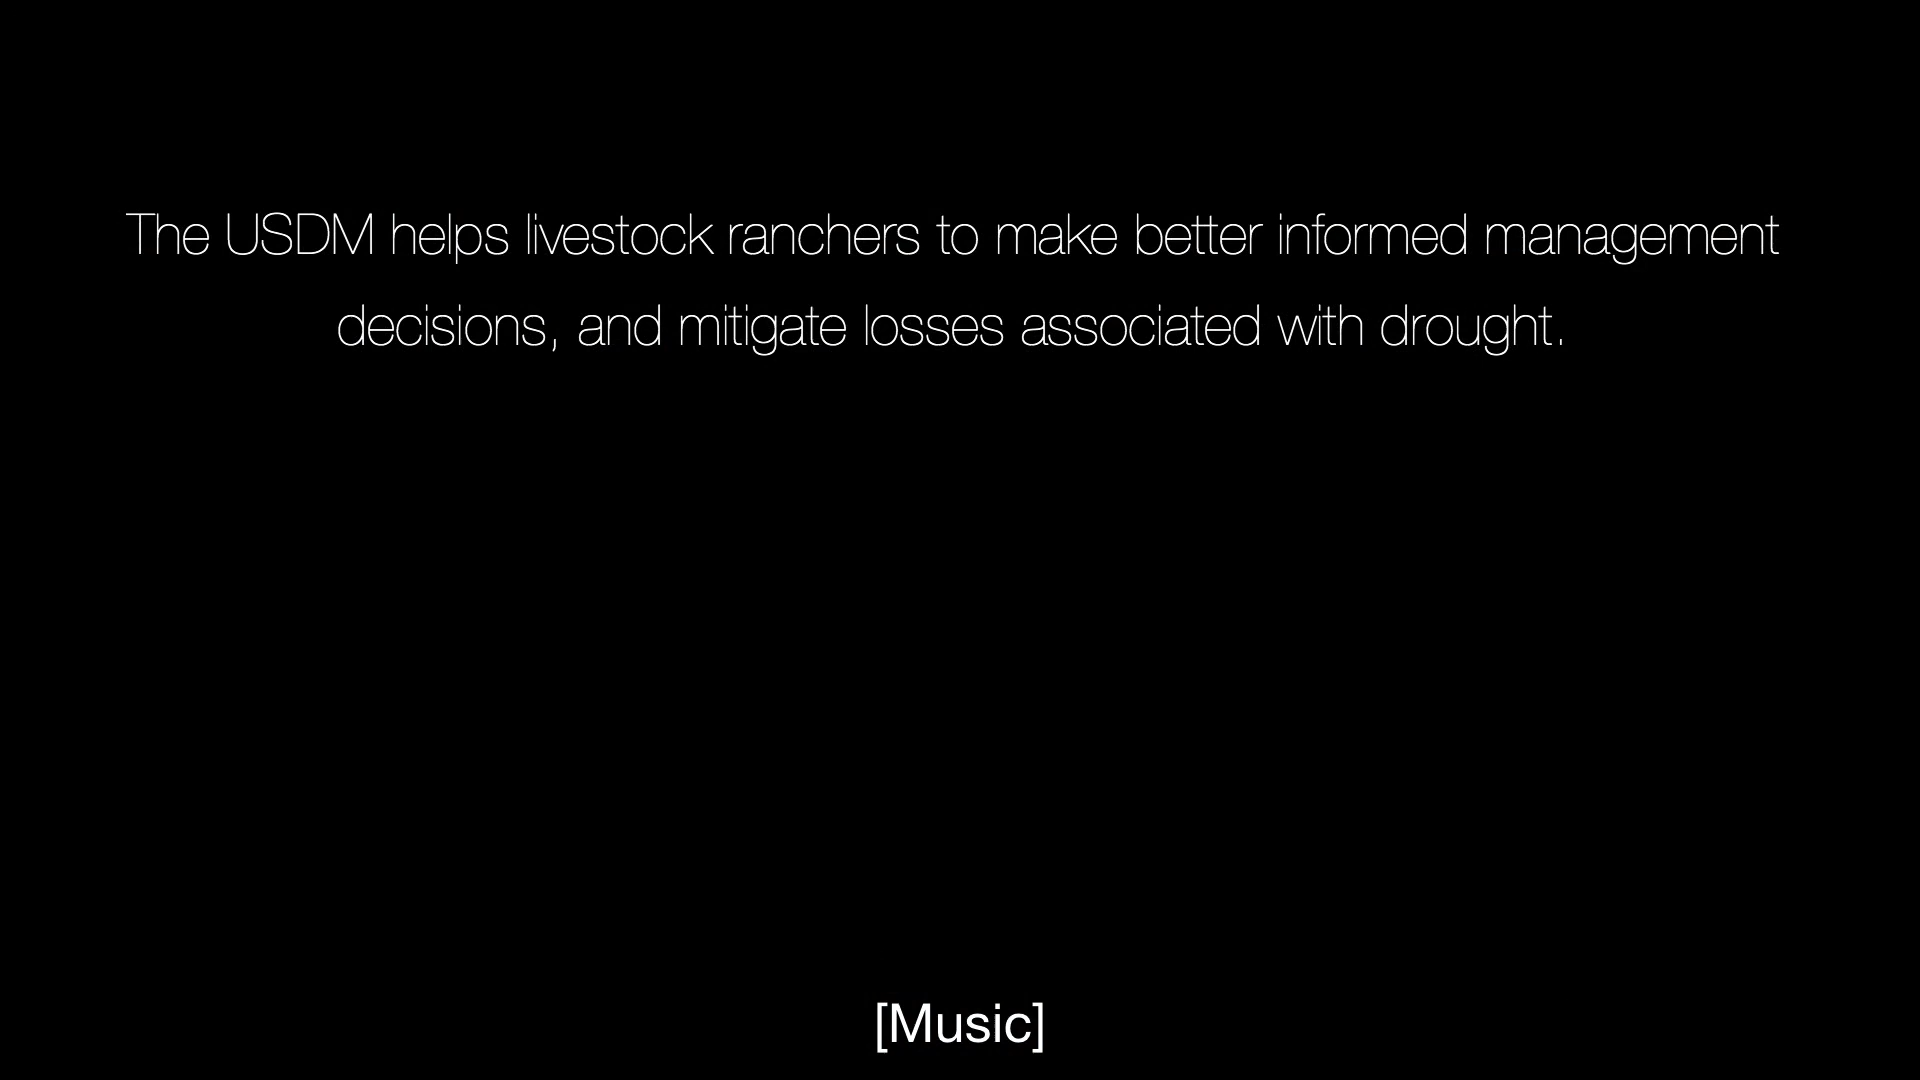 The USDM helps livestock ranchers to make better informed management
decisions, and mitigate losses associated with drought.
[Music]